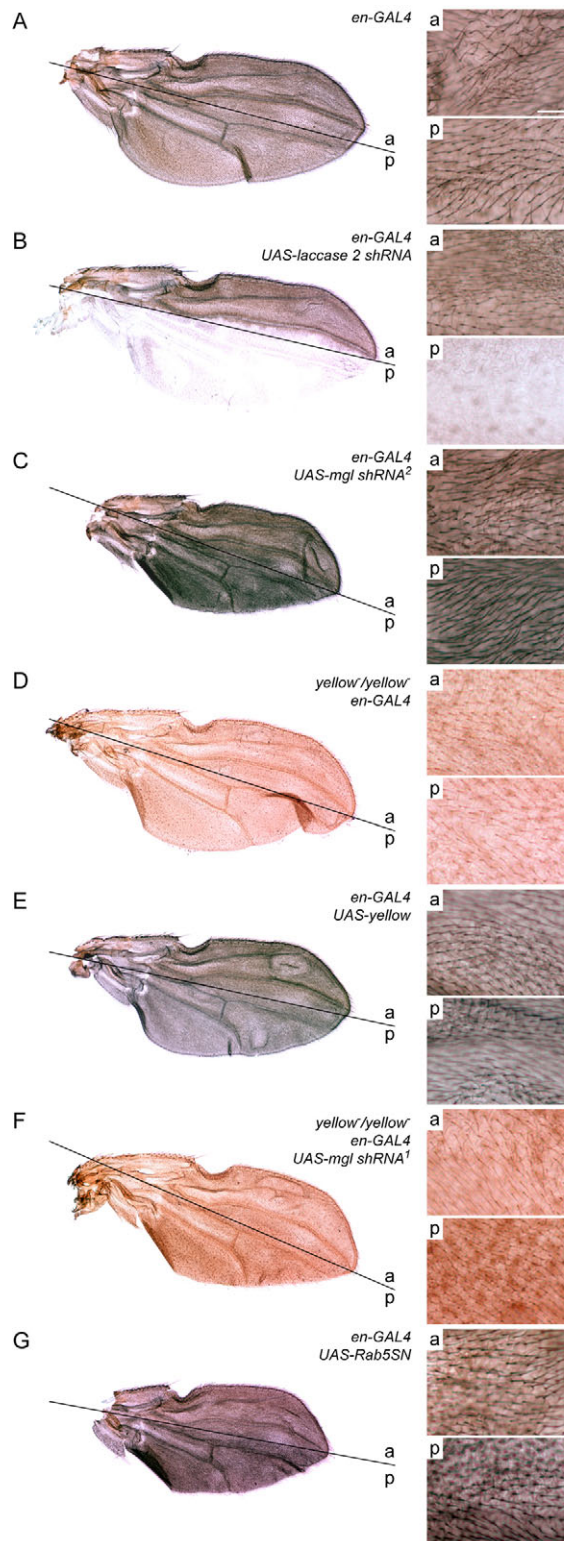 A
en-GAL4
a
p
a
p
B
en-GAL4
UAS-laccase 2 shRNA
a
p
a
p
C
en-GAL4
UAS-mgl shRNA²
a
p
a
p
D
yellow⁻/yellow⁻
en-GAL4
a
p
a
p
E
en-GAL4
UAS-yellow
a
p
a
p
F
yellow⁻/yellow⁻
en-GAL4
UAS-mgl shRNA¹
a
p
a
p
G
en-GAL4
UAS-Rab5SN
a
p
a
p